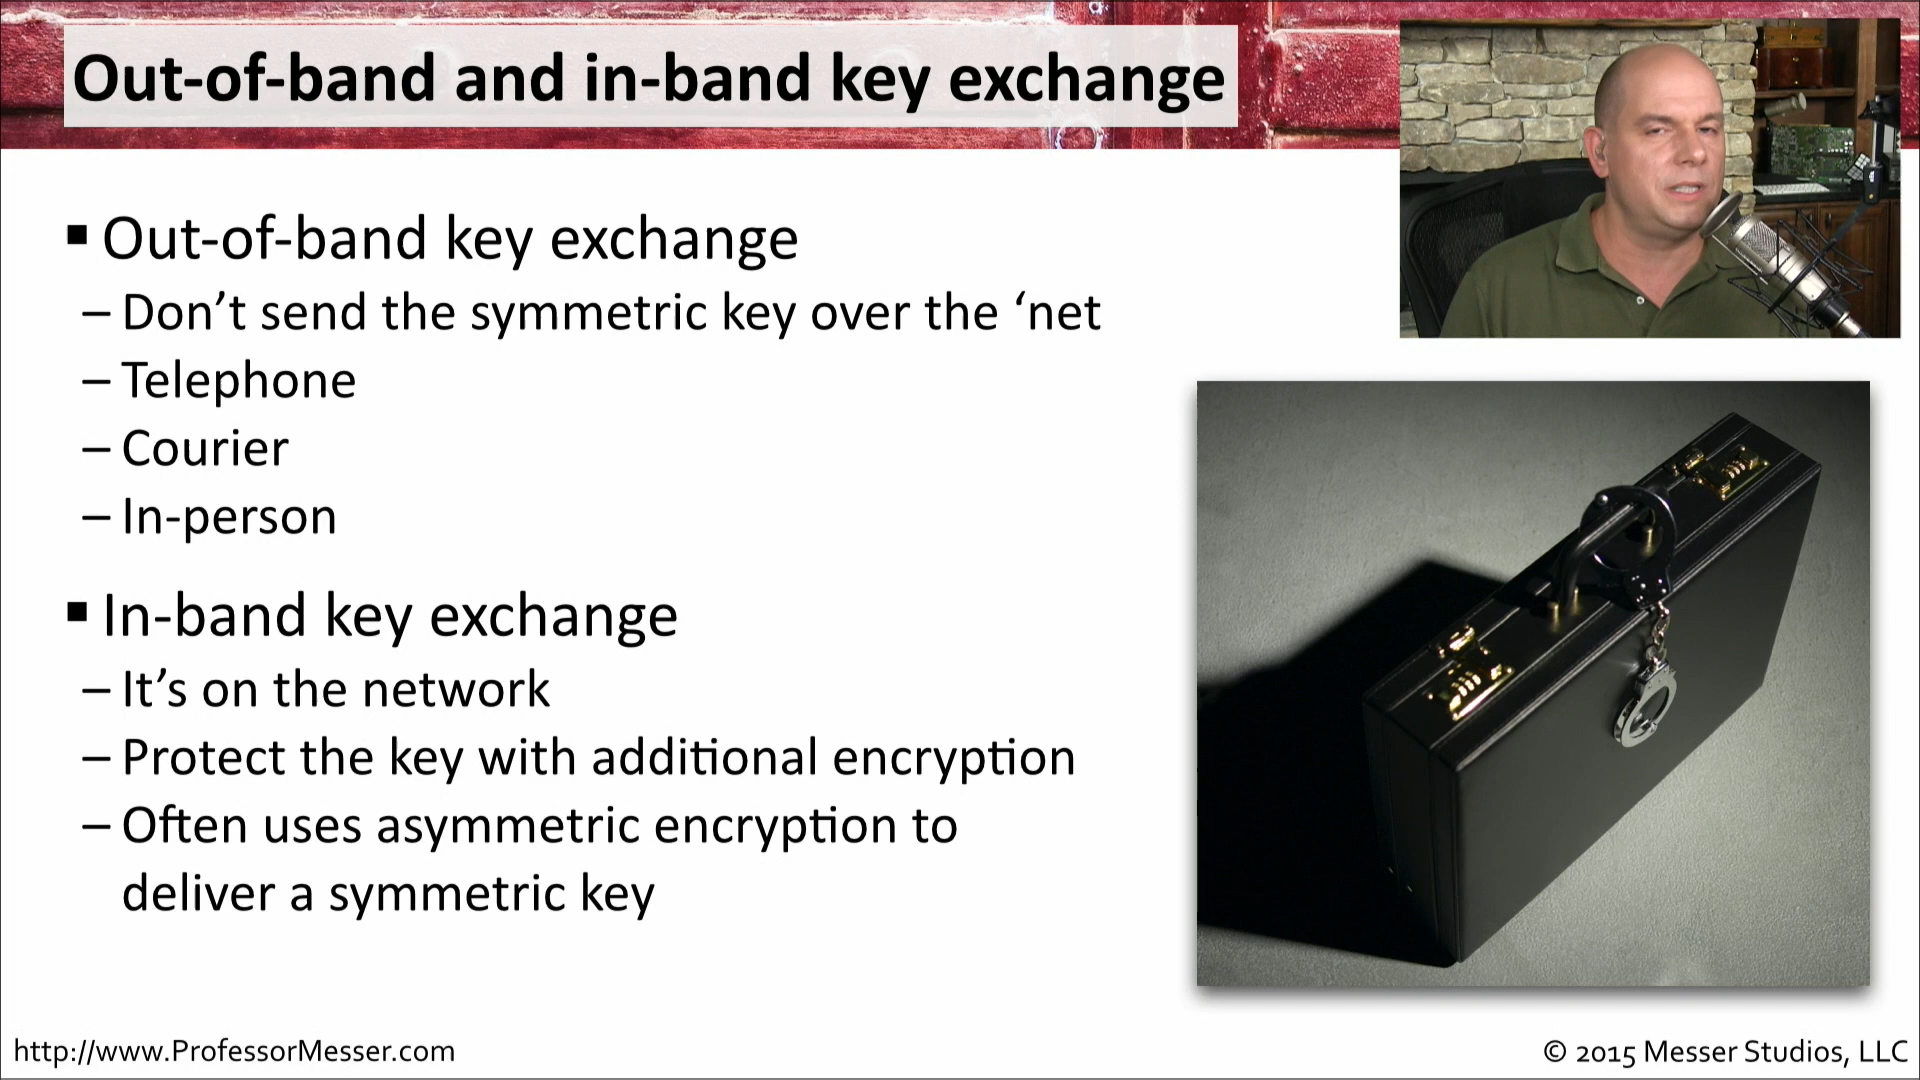 Out-of-band and in-band key exchange
▪ Out-of-band key exchange
– Don’t send the symmetric key over the ‘net
– Telephone
– Courier
– In-person
▪ In-band key exchange
– It’s on the network
– Protect the key with additional encryption
– Often uses asymmetric encryption to
deliver a symmetric key
http://www.ProfessorMesser.com
© 2015 Messer Studios, LLC